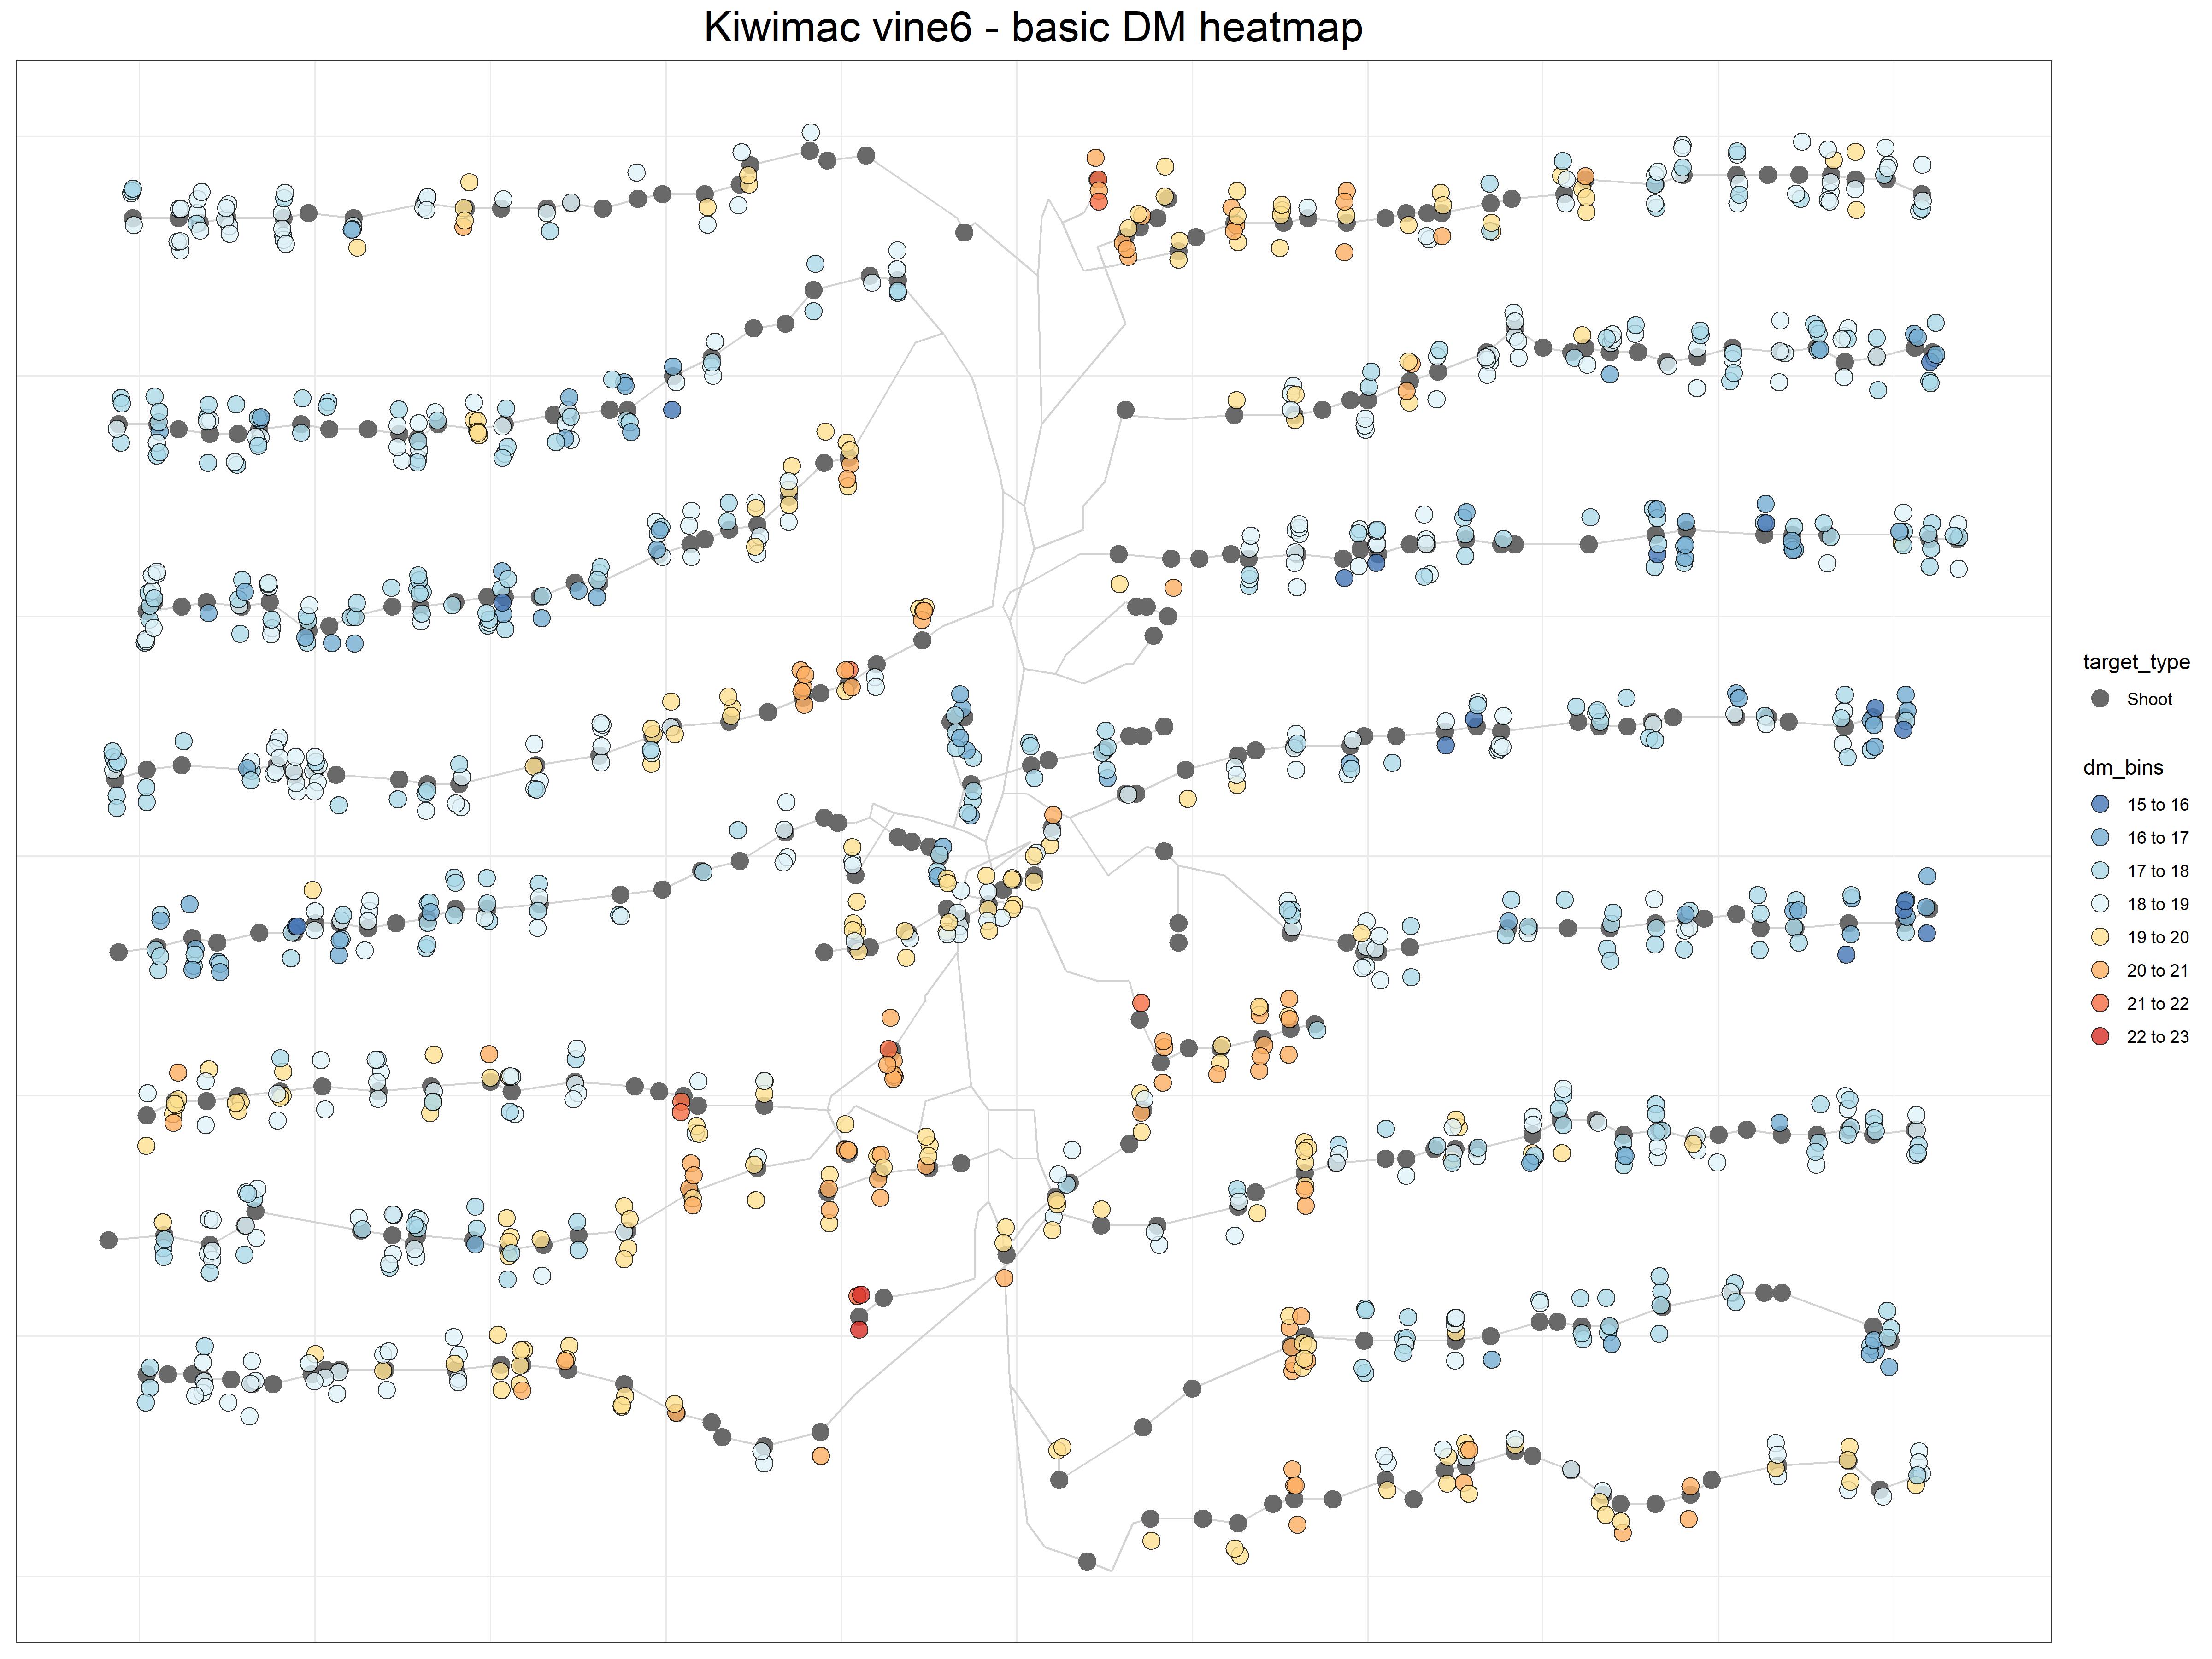 Kiwimac vine6 - basic DM heatmap
target_type
Shoot
dm_bins
15 to 16
16 to 17
17 to 18
18 to 19
19 to 20
20 to 21
21 to 22
22 to 23